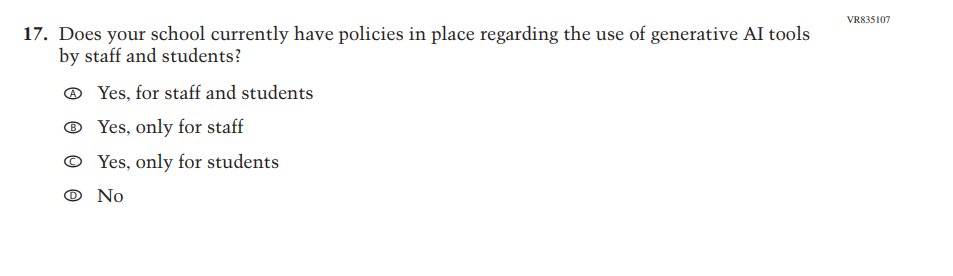 VR835107
17. Does your school currently have policies in place regarding the use of generative AI tools
by staff and students?
Ⓐ Yes, for staff and students
Ⓑ Yes, only for staff
Ⓒ Yes, only for students
Ⓓ No